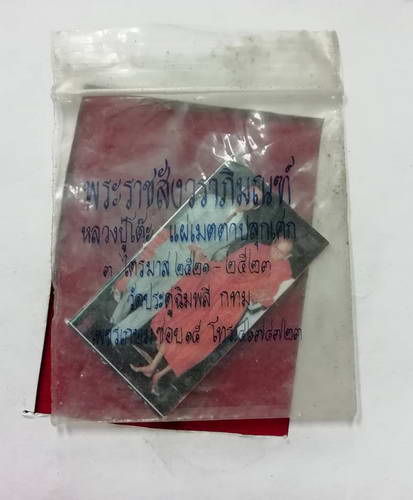 พระราชสังวราภิมณฑ์
หลวงปู่โต๊ะ แผ่เมตตาปลุกเศก
๓ ไตรมาส ๒๕๒๑ - ๒๕๒๓
วัดประดู่ฉิมพลี กทม.
เพชรเกษม ซอย ๑๕ โทร.